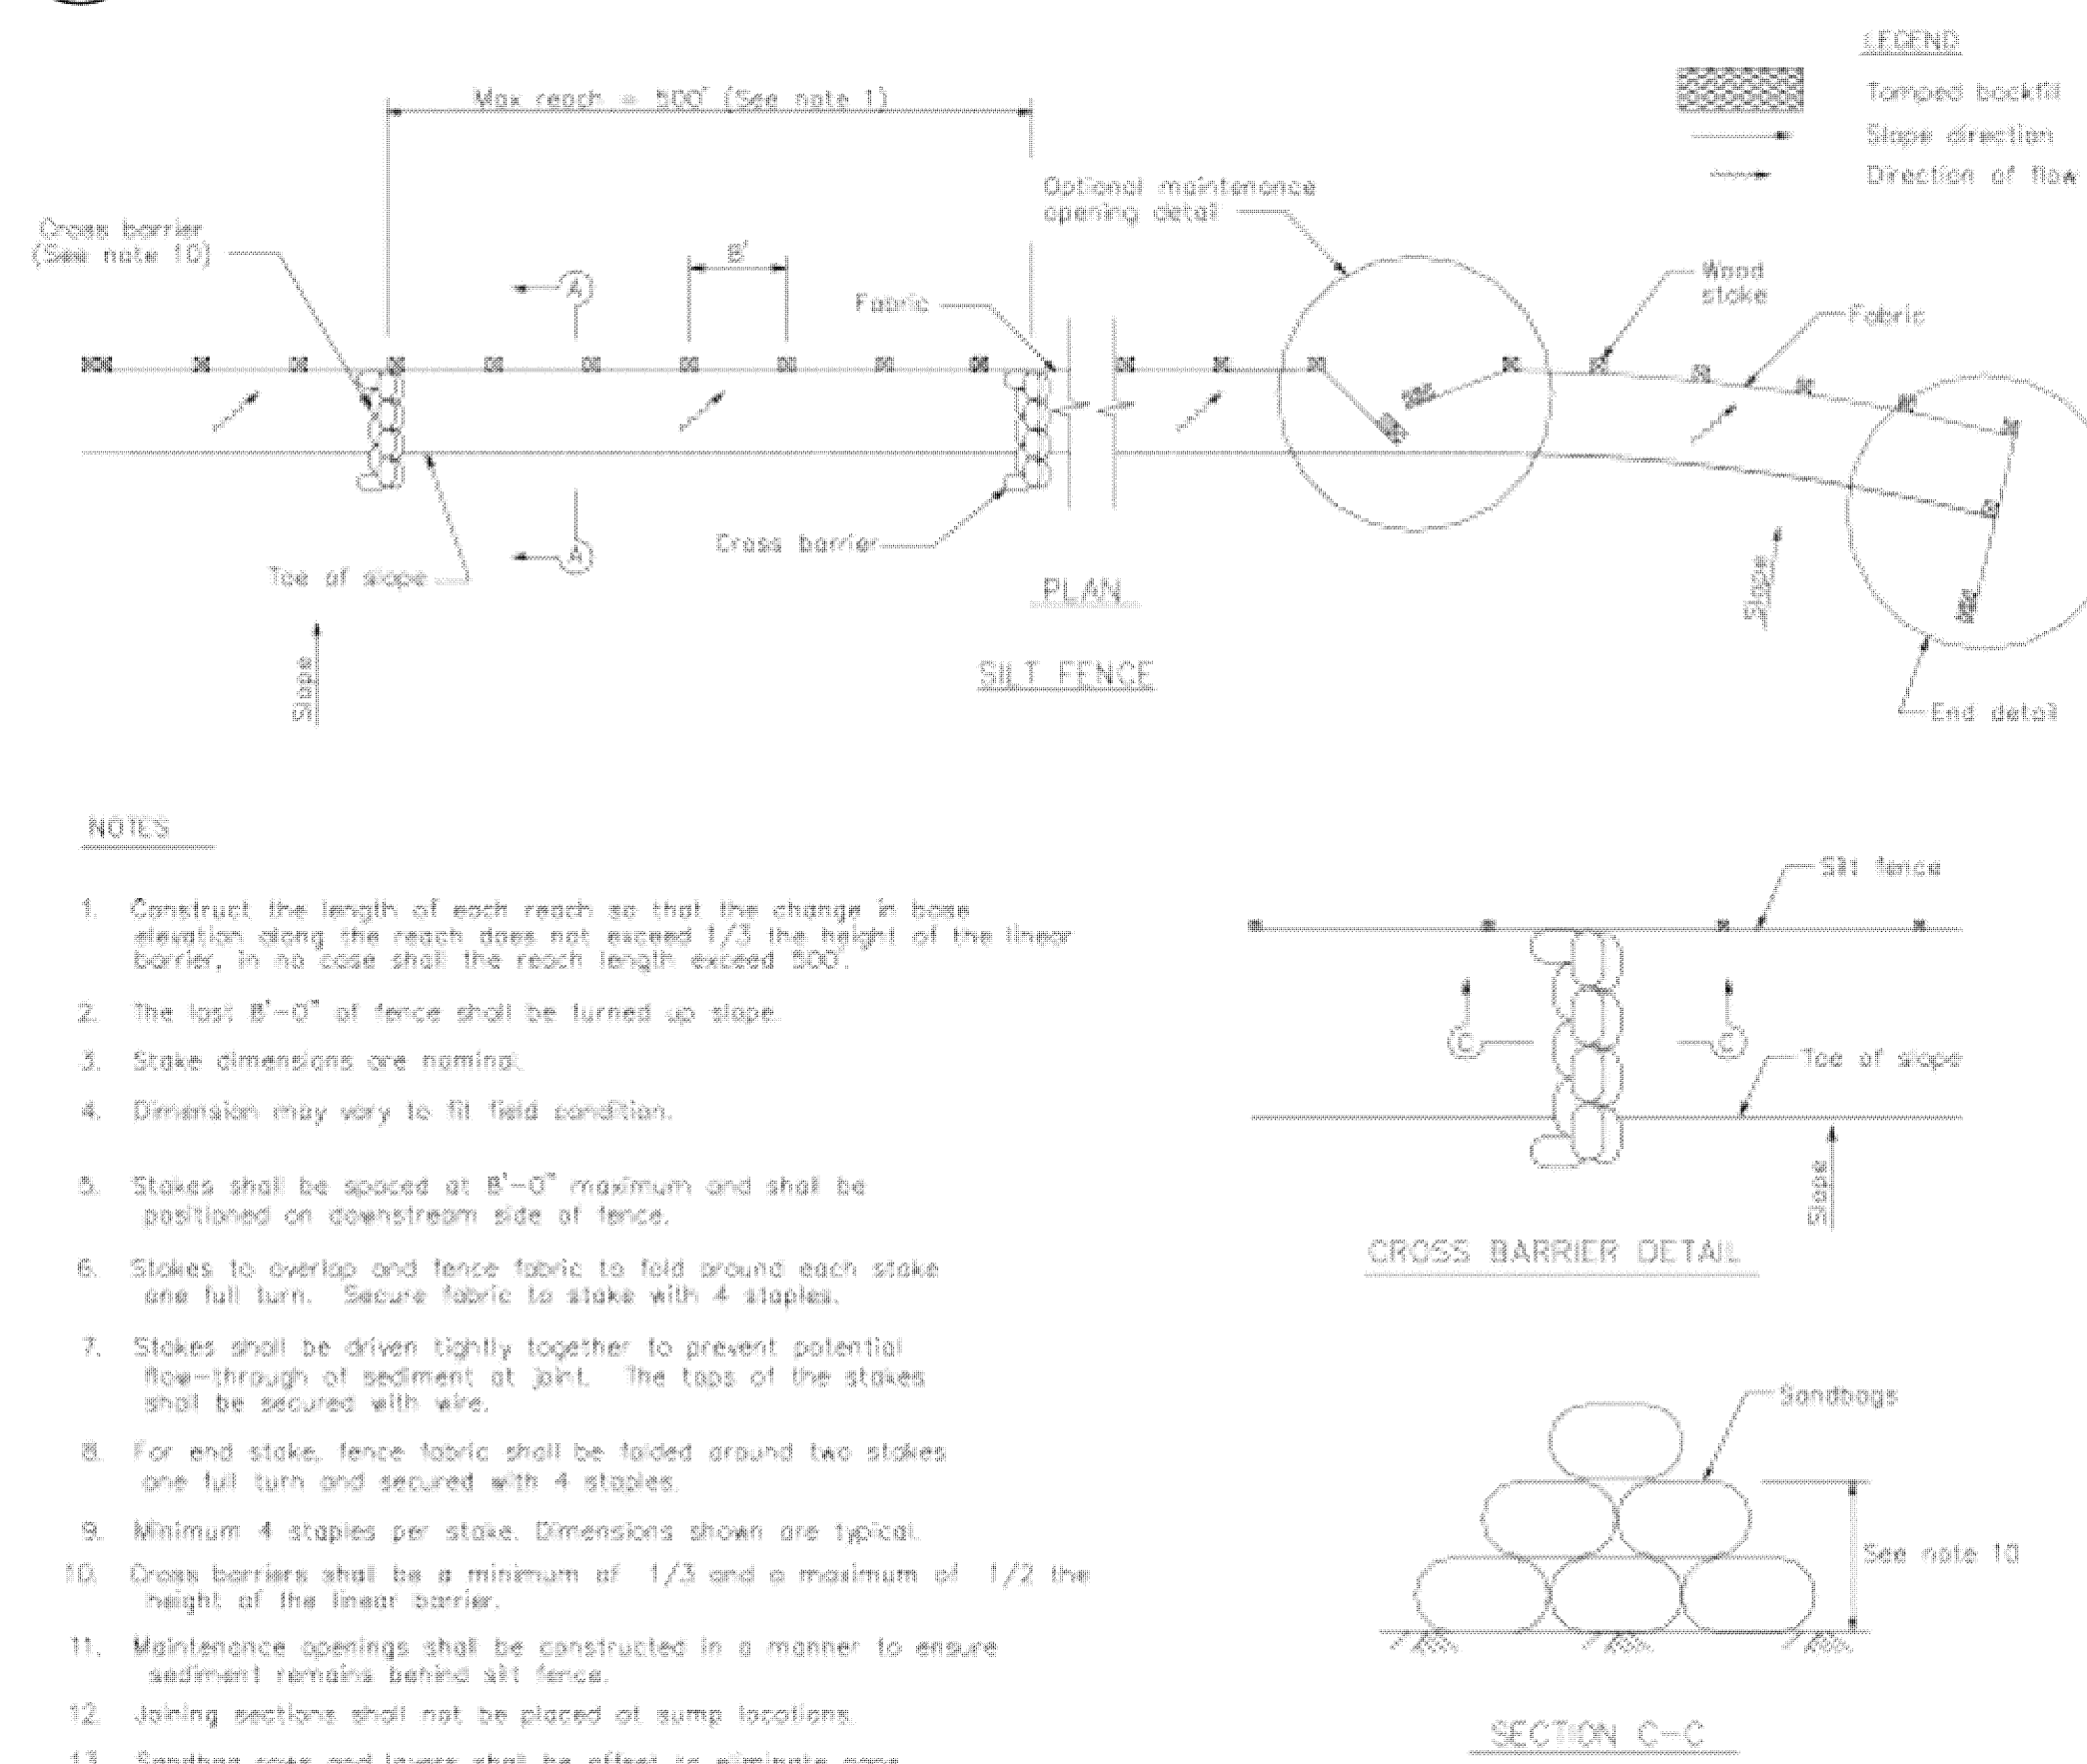 LEGEND
Tamped backfill
Slope direction
Direction of flow
Max reach = 500' (See note 1)
Optional maintenance
opening detail
Cross barrier
(See note 10)
8'
A
Fabric
Wood
stake
Fabric
Cross barrier
A
Toe of slope
PLAN
Slope
SILT FENCE
Slope
End detail
NOTES
1. Construct the length of each reach so that the change in base
elevation along the reach does not exceed 1/3 the height of the linear
barrier, in no case shall the reach length exceed 500'.
2. The last 8'-0" of fence shall be turned up slope.
3. Stake dimensions are nominal.
4. Dimension may vary to fit field condition.
5. Stakes shall be spaced at 8'-0" maximum and shall be
positioned on downstream side of fence.
6. Stakes to overlap and fence fabric to fold around each stake
one full turn. Secure fabric to stake with 4 staples.
7. Stakes shall be driven tightly together to prevent potential
flow-through of sediment at joint. The tops of the stakes
shall be secured with wire.
8. For end stake, fence fabric shall be folded around two stakes
one full turn and secured with 4 staples.
9. Minimum 4 staples per stake. Dimensions shown are typical.
10. Cross barriers shall be a minimum of 1/3 and a maximum of 1/2 the
height of the linear barrier.
11. Maintenance openings shall be constructed in a manner to ensure
sediment remains behind silt fence.
12. Joining sections shall not be placed at sump locations.
13. Sandbag rows and layers shall be offset to eliminate gaps.
Silt fence
C
C
Toe of slope
Slope
CROSS BARRIER DETAIL
Sandbags
See note 10
SECTION C-C